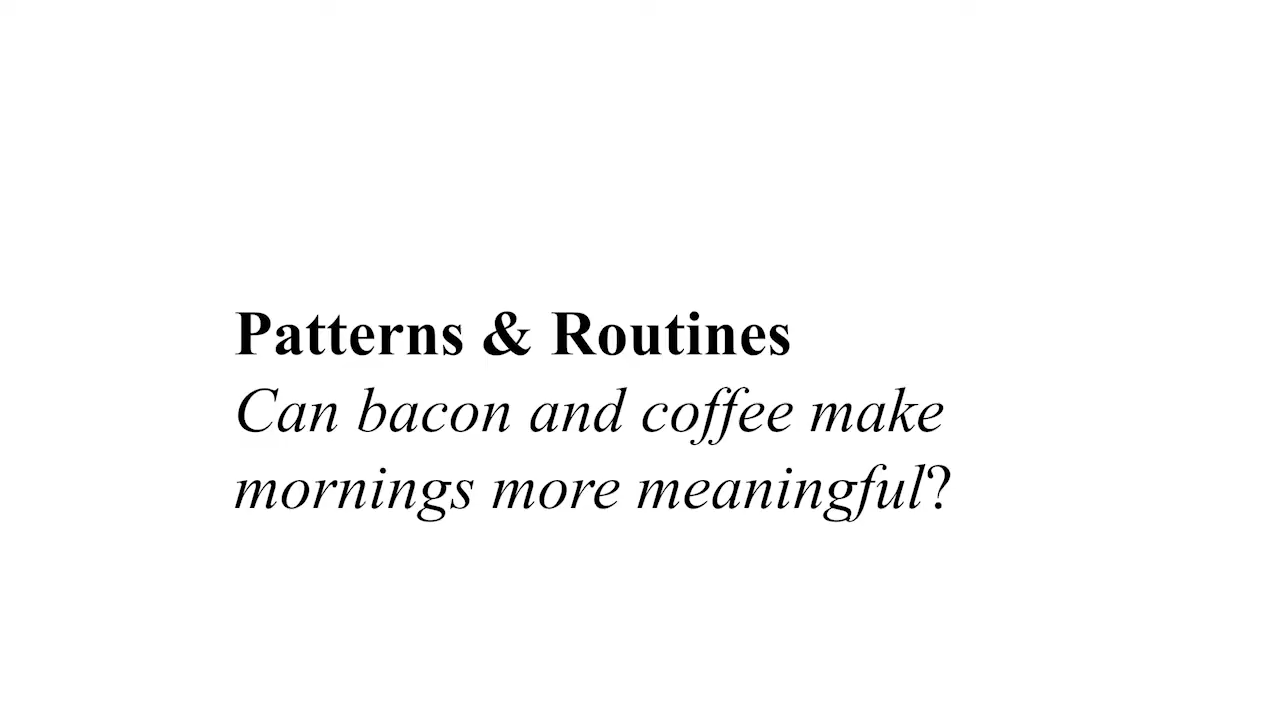 Patterns & Routines
Can bacon and coffee make
mornings more meaningful?